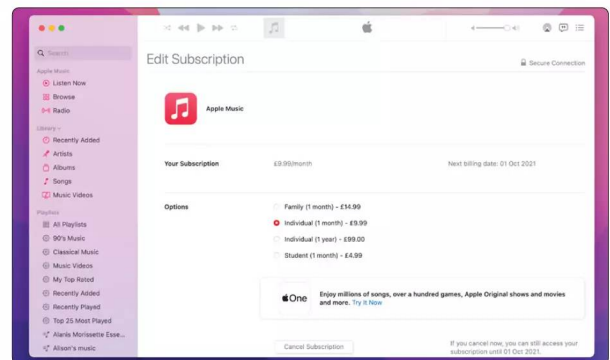 Search
Edit Subscription
Secure Connection
Apple Music
Listen Now
Browse
Radio
Library
Recently Added
Artists
Albums
Songs
Music Videos
Playlists
All Playlists
90's Music
Classical Music
Music Videos
My Top Rated
Recently Added
Recently Played
Top 25 Most Played
Alanis Morissette Esse...
Alison's music
Apple Music
Your Subscription
£9.99/month
Next billing date: 01 Oct 2021
Options
Family (1 month) - £14.99
Individual (1 month) - £9.99
Individual (1 year) - £99.00
Student (1 month) - £4.99
One
Enjoy millions of songs, over a hundred games, Apple Original shows and movies
and more. Try It Now
Cancel Subscription
If you cancel now, you can still access your
subscription until 01 Oct 2021.